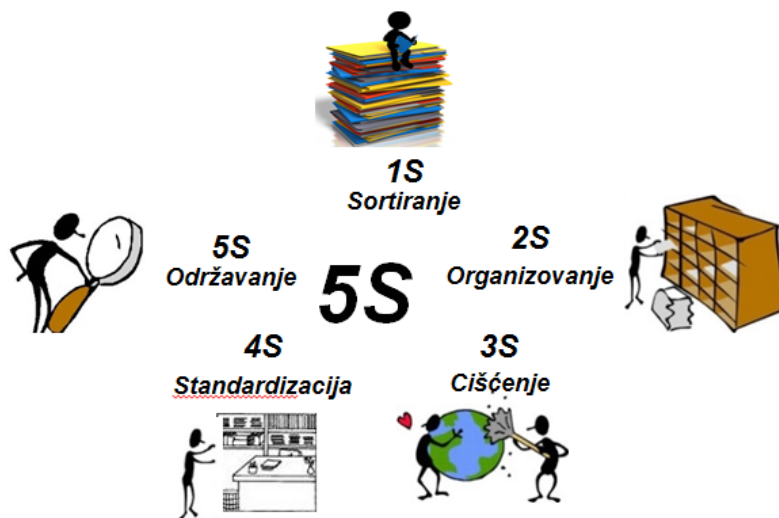 1S
Sortiranje
2S
Organizovanje
3S
Cišćenje
4S
Standardizacija
5S
Održavanje
5S